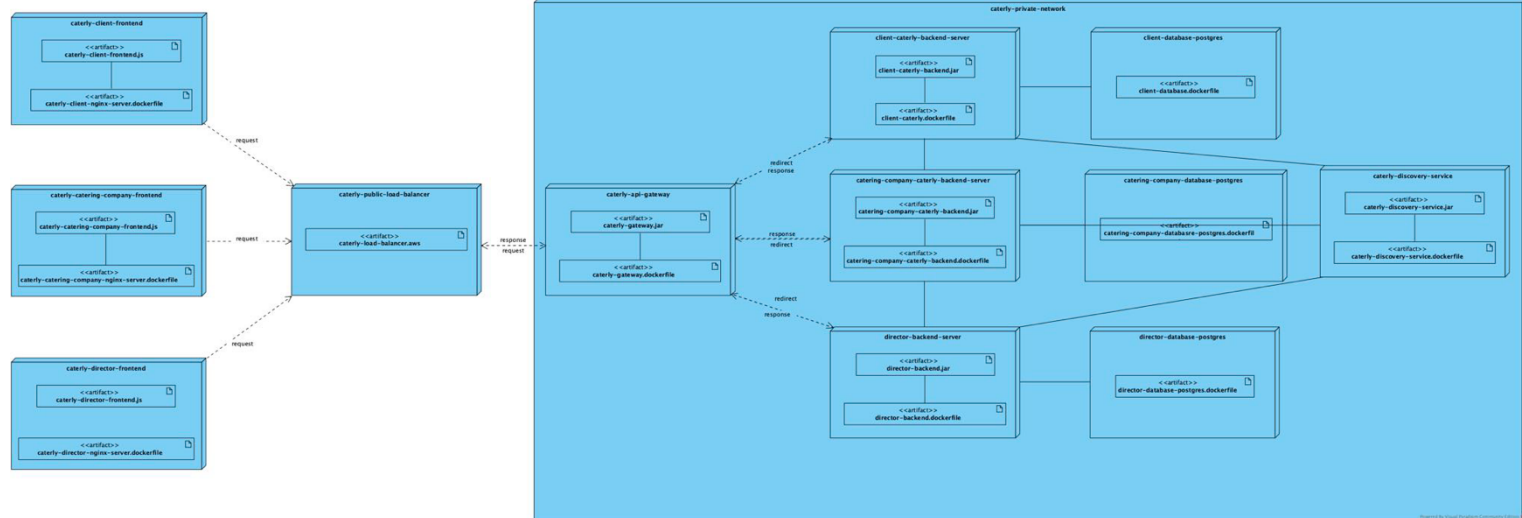 caterly-client-frontend
<<artifact>>
caterly-client-frontend.js
<<artifact>>
caterly-client-nginx-server.dockerfile
request
caterly-catering-company-frontend
<<artifact>>
caterly-catering-company-frontend.js
<<artifact>>
caterly-catering-company-nginx-server.dockerfile
request
caterly-director-frontend
<<artifact>>
caterly-director-frontend.js
<<artifact>>
caterly-director-nginx-server.dockerfile
request
caterly-public-load-balancer
<<artifact>>
caterly-load-balancer.aws
response
request
caterly-private-network
caterly-api-gateway
<<artifact>>
caterly-gateway.jar
<<artifact>>
caterly-gateway.dockerfile
redirect
response
response
redirect
redirect
response
client-caterly-backend-server
<<artifact>>
client-caterly-backend.jar
<<artifact>>
client-caterly.dockerfile
client-database-postgres
<<artifact>>
client-database.dockerfile
catering-company-caterly-backend-server
<<artifact>>
catering-company-caterly-backend.jar
<<artifact>>
catering-company-caterly-backend.dockerfile
catering-company-database-postgres
<<artifact>>
catering-company-databasre-postgres.dockerfil
caterly-discovery-service
<<artifact>>
caterly-discovery-service.jar
<<artifact>>
caterly-discovery-service.dockerfile
director-backend-server
<<artifact>>
director-backend.jar
<<artifact>>
director-backend.dockerfile
director-database-postgres
<<artifact>>
director-database-postgres.dockerfile